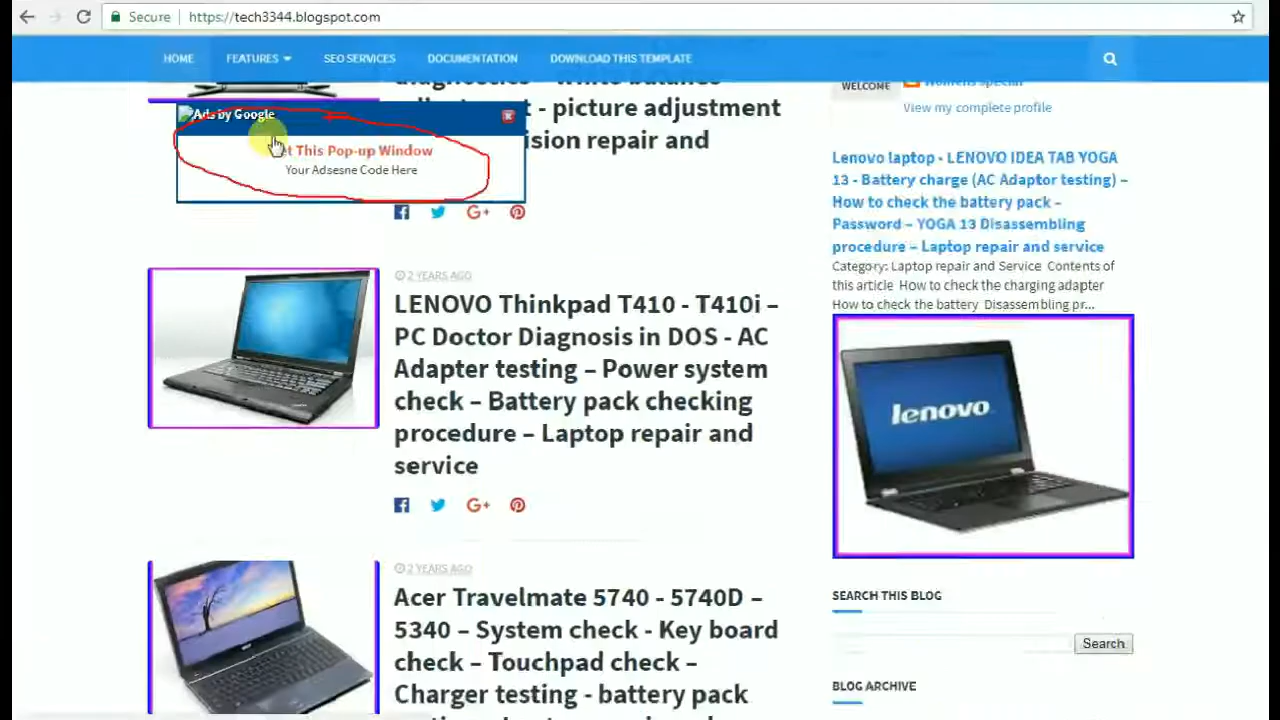 Secure
https://tech3344.blogspot.com
HOME
FEATURES
SEO SERVICES
DOCUMENTATION
DOWNLOAD THIS TEMPLATE
- picture adjustment
repair and
Ads by Google
This Pop-up Window
Your Adsesne Code Here
2 YEARS AGO
LENOVO Thinkpad T410 - T410i –
PC Doctor Diagnosis in DOS - AC
Adapter testing – Power system
check – Battery pack checking
procedure – Laptop repair and
service
2 YEARS AGO
Acer Travelmate 5740 - 5740D –
5340 – System check - Key board
check – Touchpad check –
Charger testing - battery pack
WELCOME
Womens special
View my complete profile
Lenovo laptop - LENOVO IDEA TAB YOGA
13 - Battery charge (AC Adaptor testing) –
How to check the battery pack –
Password – YOGA 13 Disassembling
procedure – Laptop repair and service
Category: Laptop repair and Service Contents of
this article How to check the charging adapter
How to check the battery Disassembling pr...
lenovo
SEARCH THIS BLOG
Search
BLOG ARCHIVE